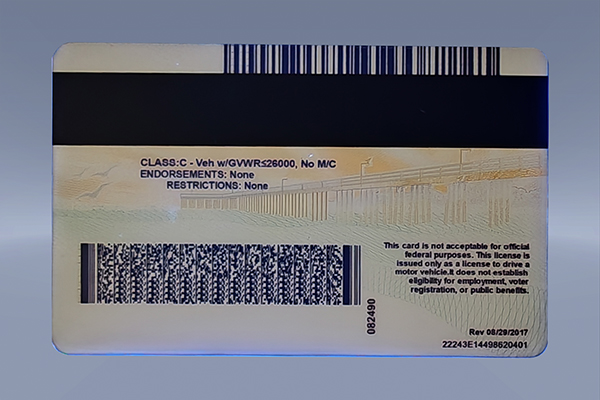 CLASS:C - Veh w/GVWR≤26000, No M/C
ENDORSEMENTS: None
RESTRICTIONS: None
This card is not acceptable for official
federal purposes. This license is
issued only as a license to drive a
motor vehicle.It does not establish
eligibility for employment, voter
registration, or public benefits.
082490
Rev 08/29/2017
22243E14498620401